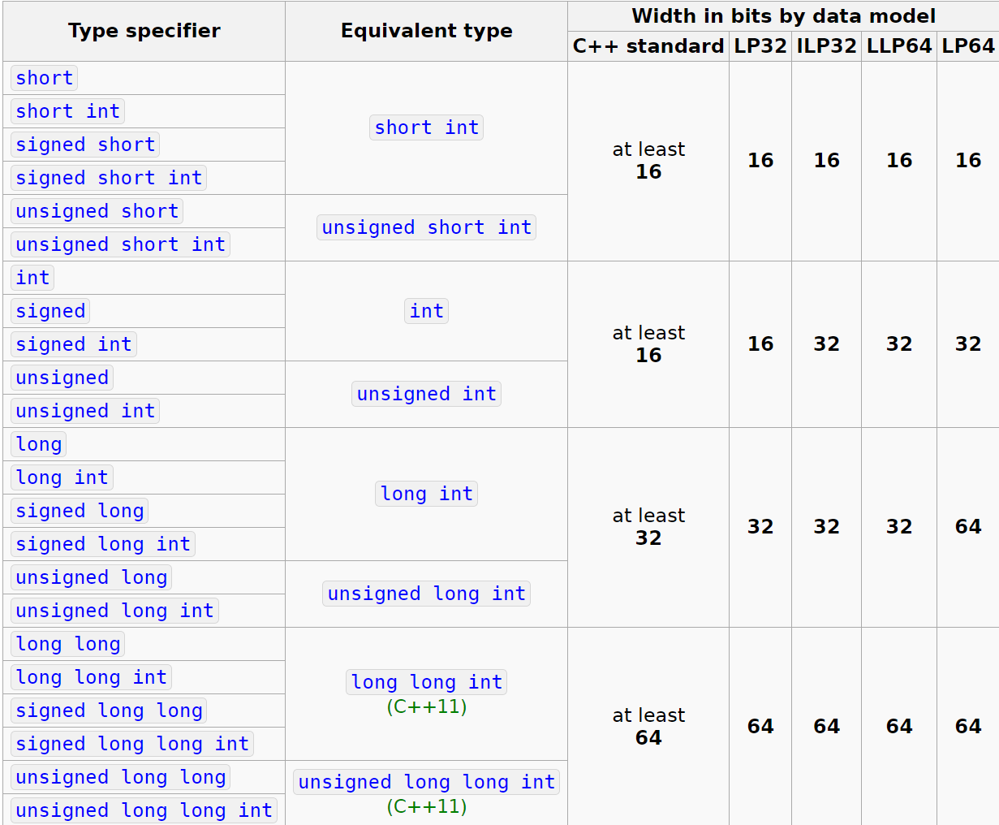 Type specifier Equivalent type Width in bits by data model
C++ standard LP32 ILP32 LLP64 LP64
short
short int
signed short
signed short int
short int
at least
16
16 16 16 16
unsigned short
unsigned short int
unsigned short int
int
signed
signed int
int
at least
16
16 32 32 32
unsigned
unsigned int
unsigned int
long
long int
signed long
signed long int
long int
at least
32
32 32 32 64
unsigned long
unsigned long int
unsigned long int
long long
long long int
signed long long
signed long long int
long long int
(C++11)
at least
64
64 64 64 64
unsigned long long
unsigned long long int
unsigned long long int
(C++11)